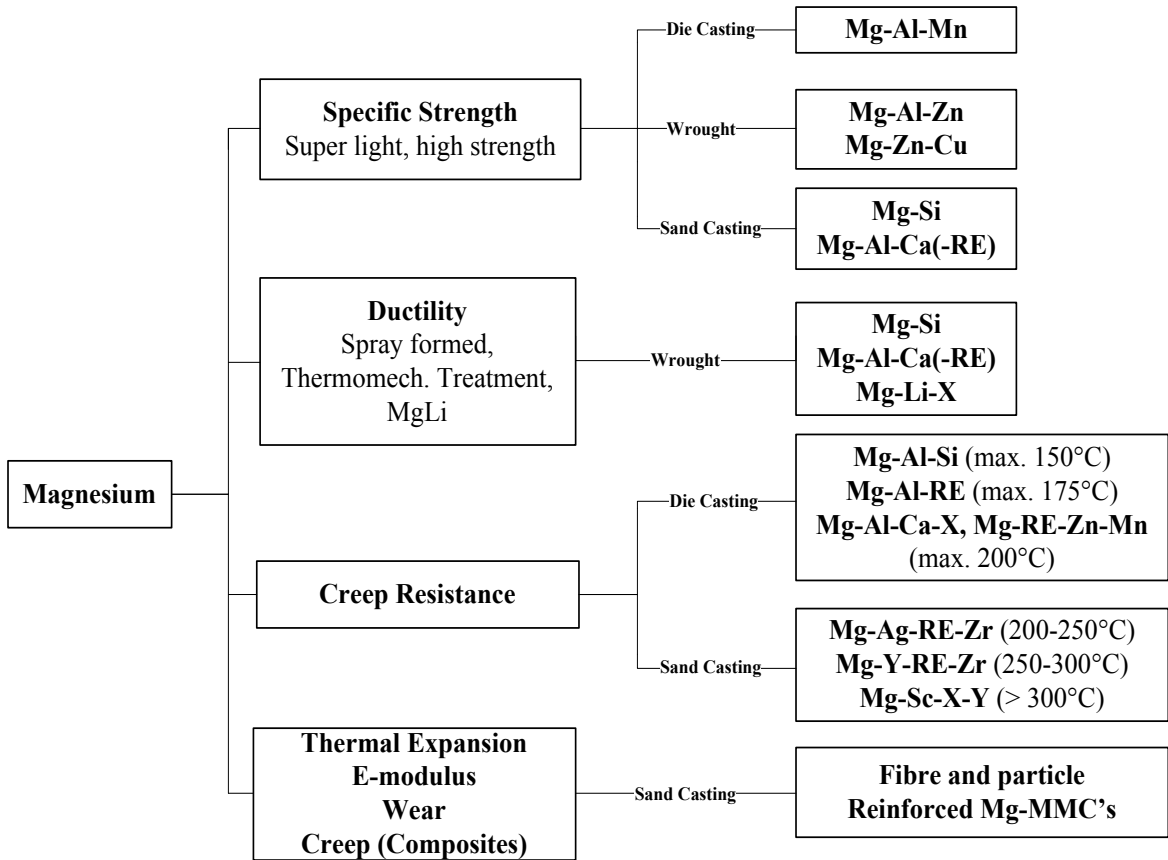 Magnesium
Specific Strength
Super light, high strength
Die Casting
Mg-Al-Mn
Wrought
Mg-Al-Zn
Mg-Zn-Cu
Sand Casting
Mg-Si
Mg-Al-Ca(-RE)
Ductility
Spray formed,
Thermomech. Treatment,
MgLi
Wrought
Mg-Si
Mg-Al-Ca(-RE)
Mg-Li-X
Creep Resistance
Die Casting
Mg-Al-Si (max. 150°C)
Mg-Al-RE (max. 175°C)
Mg-Al-Ca-X, Mg-RE-Zn-Mn
(max. 200°C)
Sand Casting
Mg-Ag-RE-Zr (200-250°C)
Mg-Y-RE-Zr (250-300°C)
Mg-Sc-X-Y (> 300°C)
Thermal Expansion
E-modulus
Wear
Creep (Composites)
Sand Casting
Fibre and particle
Reinforced Mg-MMC's